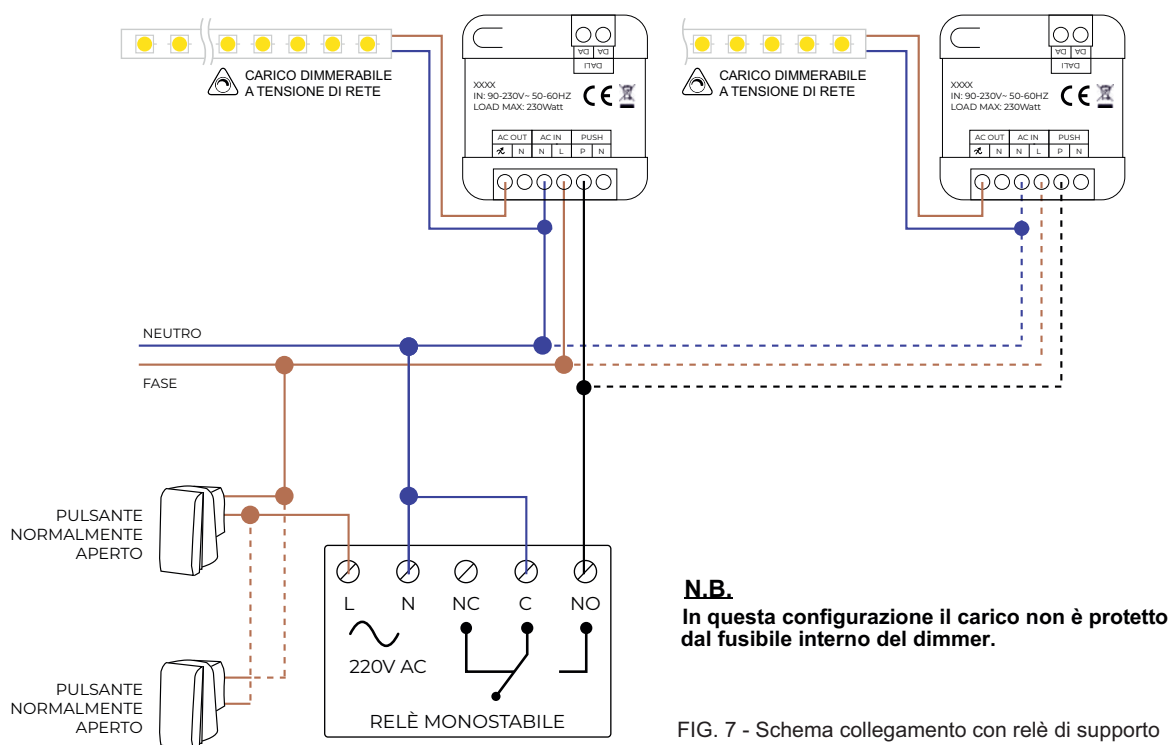 CARICO DIMMERABILE
A TENSIONE DI RETE
DA DA
DALI
XXXX
IN: 90-230V~ 50-60HZ
LOAD MAX: 230Watt
CE
AC OUT AC IN PUSH
N N L P N
CARICO DIMMERABILE
A TENSIONE DI RETE
DA DA
DALI
XXXX
IN: 90-230V~ 50-60HZ
LOAD MAX: 230Watt
CE
AC OUT AC IN PUSH
N N L P N
NEUTRO
FASE
PULSANTE
NORMALMENTE
APERTO
L N NC C NO
220V AC
RELÈ MONOSTABILE
PULSANTE
NORMALMENTE
APERTO
N.B.
In questa configurazione il carico non è protetto
dal fusibile interno del dimmer.
FIG. 7 - Schema collegamento con relè di supporto